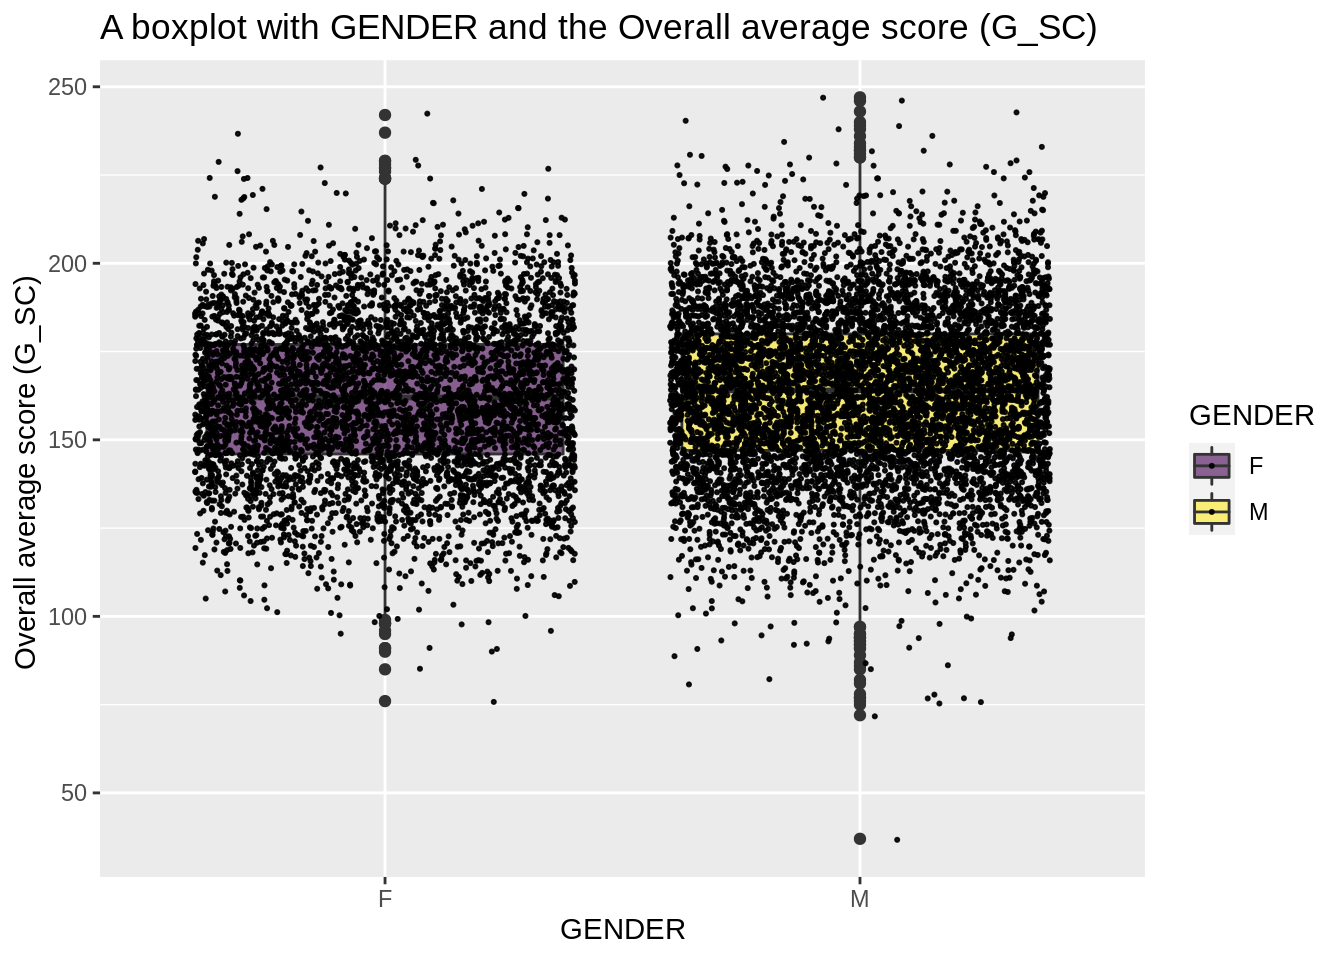 A boxplot with GENDER and the Overall average score (G_SC)
Overall average score (G_SC)
250
200
150
100
50
F
M
GENDER
GENDER
F
M